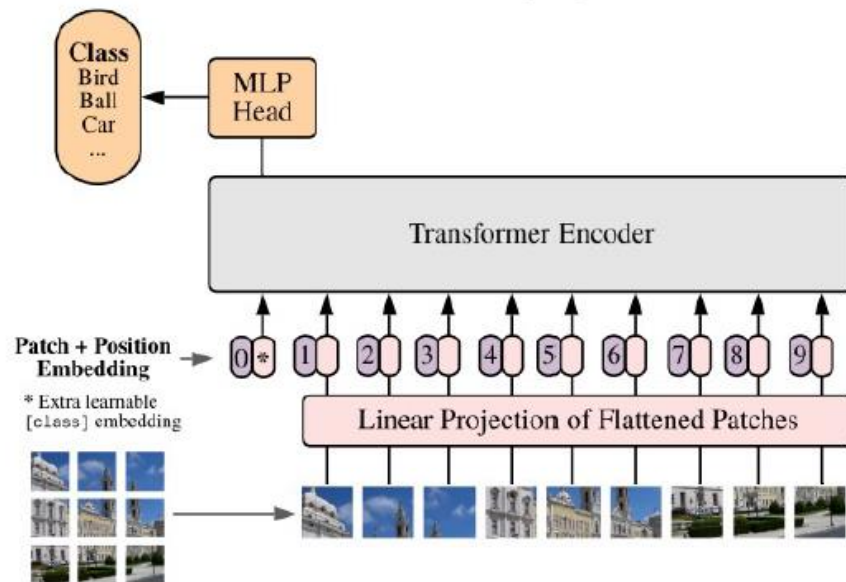 Class
Bird
Ball
Car
...
MLP
Head
Transformer Encoder
Patch + Position
Embedding
0 * 1 2 3 4 5 6 7 8 9
* Extra learnable
[class] embedding
Linear Projection of Flattened Patches